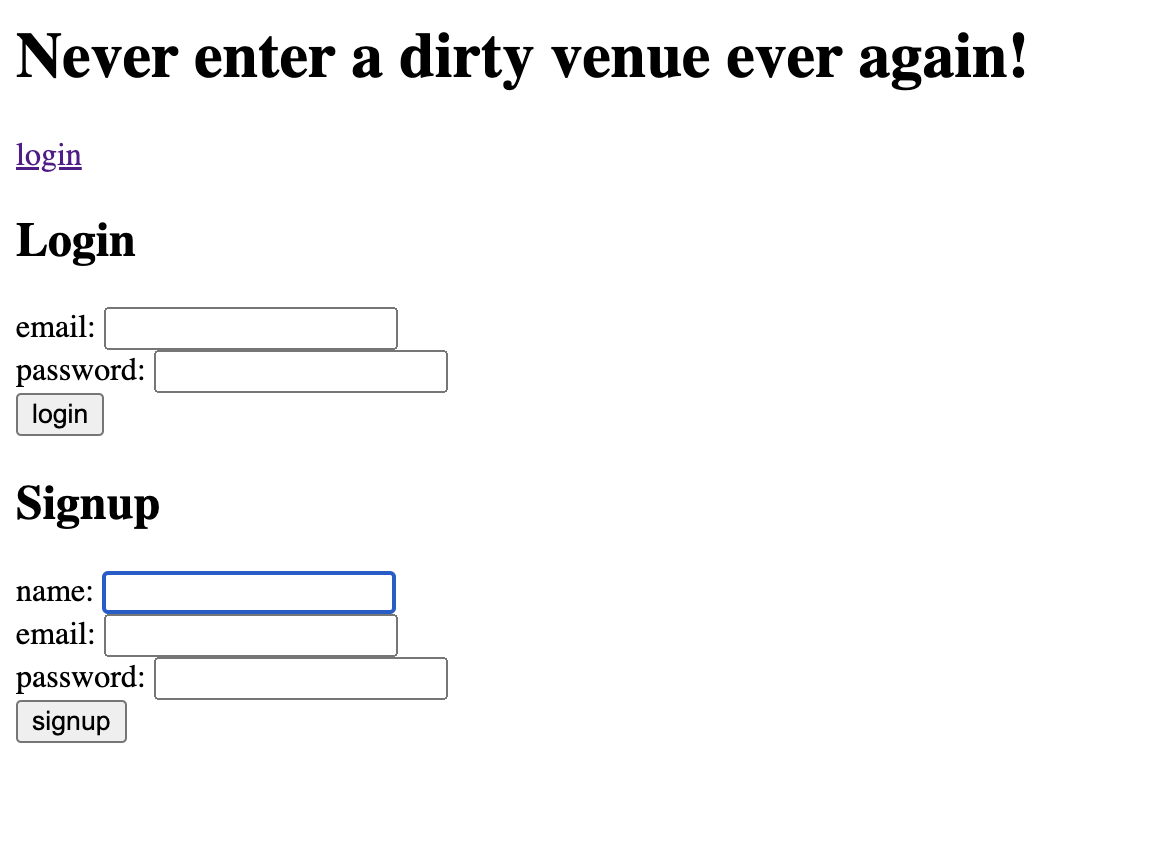 Never enter a dirty venue ever again!
login
Login
email:
password:
login
Signup
name:
email:
password:
signup